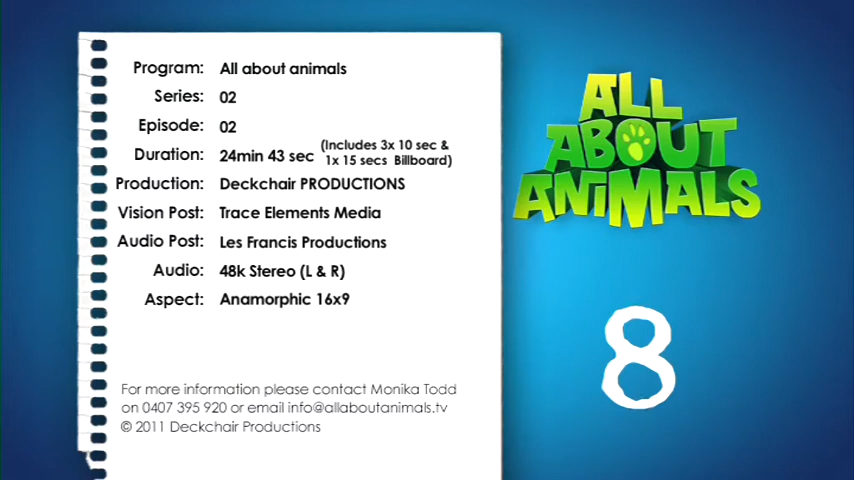 Program: All about animals
Series: 02
Episode: 02
Duration: 24min 43 sec (Includes 3x 10 sec & 1x 15 secs Billboard)
Production: Deckchair PRODUCTIONS
Vision Post: Trace Elements Media
Audio Post: Les Francis Productions
Audio: 48k Stereo (L & R)
Aspect: Anamorphic 16x9
For more information please contact Monika Todd
on 0407 395 920 or email info@allaboutanimals.tv
© 2011 Deckchair Productions
ALL
ABOUT
ANIMALS
8